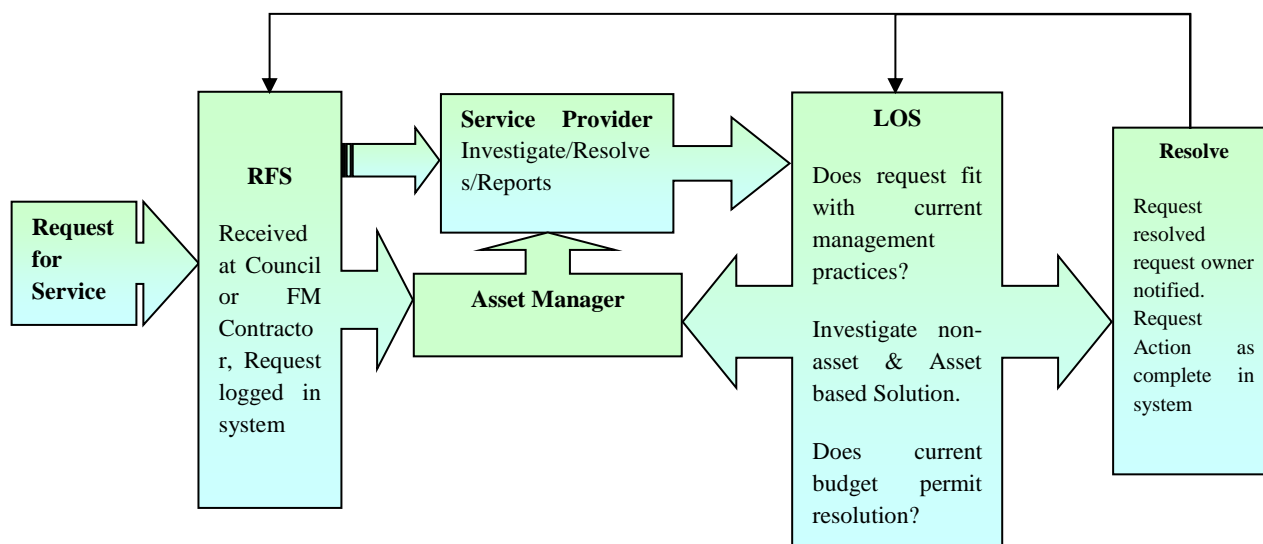 Request
for
Service
RFS
Received
at Council
or FM
Contracto
r, Request
logged in
system
Service Provider
Investigate/Resolve
s/Reports
Asset Manager
LOS
Does request fit
with current
management
practices?
Investigate non-
asset & Asset
based Solution.
Does current
budget permit
resolution?
Resolve
Request
resolved
request owner
notified.
Request
Action as
complete in
system